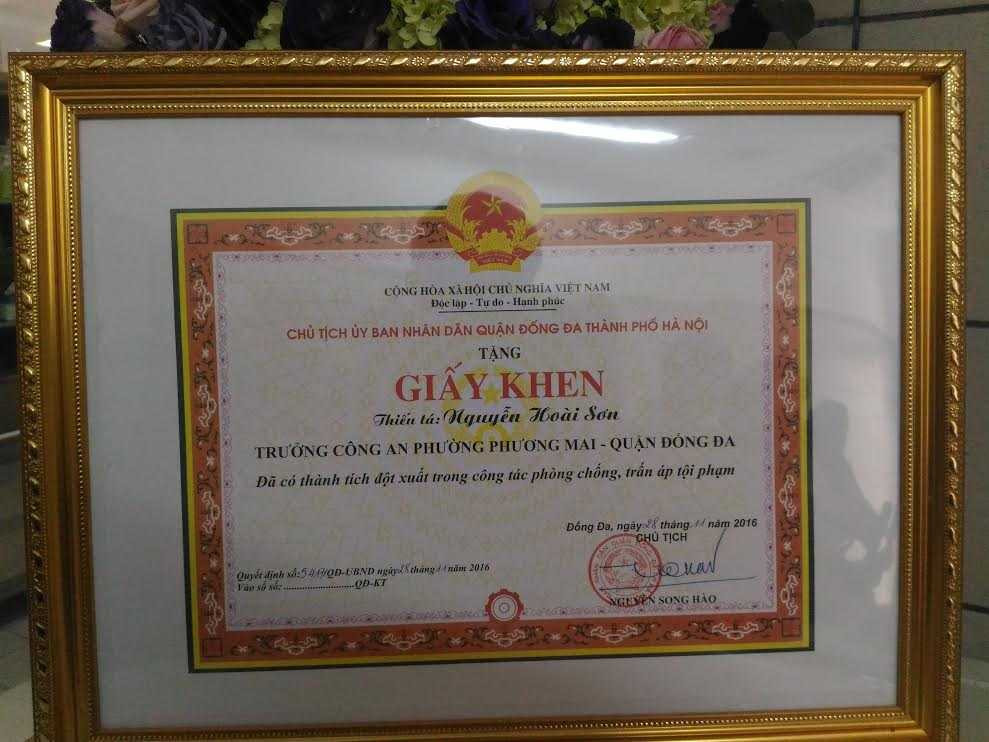 CỘNG HÒA XÃ HỘI CHỦ NGHĨA VIỆT NAM
Độc lập - Tự do - Hạnh phúc
CHỦ TỊCH ỦY BAN NHÂN DÂN QUẬN ĐỐNG ĐA THÀNH PHỐ HÀ NỘI
TẶNG
GIẤY KHEN
Thiếu tá: Nguyễn Hoài Sơn
TRƯỞNG CÔNG AN PHƯỜNG PHƯƠNG MAI - QUẬN ĐỐNG ĐA
Đã có thành tích đột xuất trong công tác phòng chống, trấn áp tội phạm
Đống Đa, ngày 28 tháng 11 năm 2016
CHỦ TỊCH
Quyết định số: /QĐ-UBND ngày 28 tháng 11 năm 2016
Vào sổ số: ............................QĐ-KT
NGUYỄN SONG HÀO